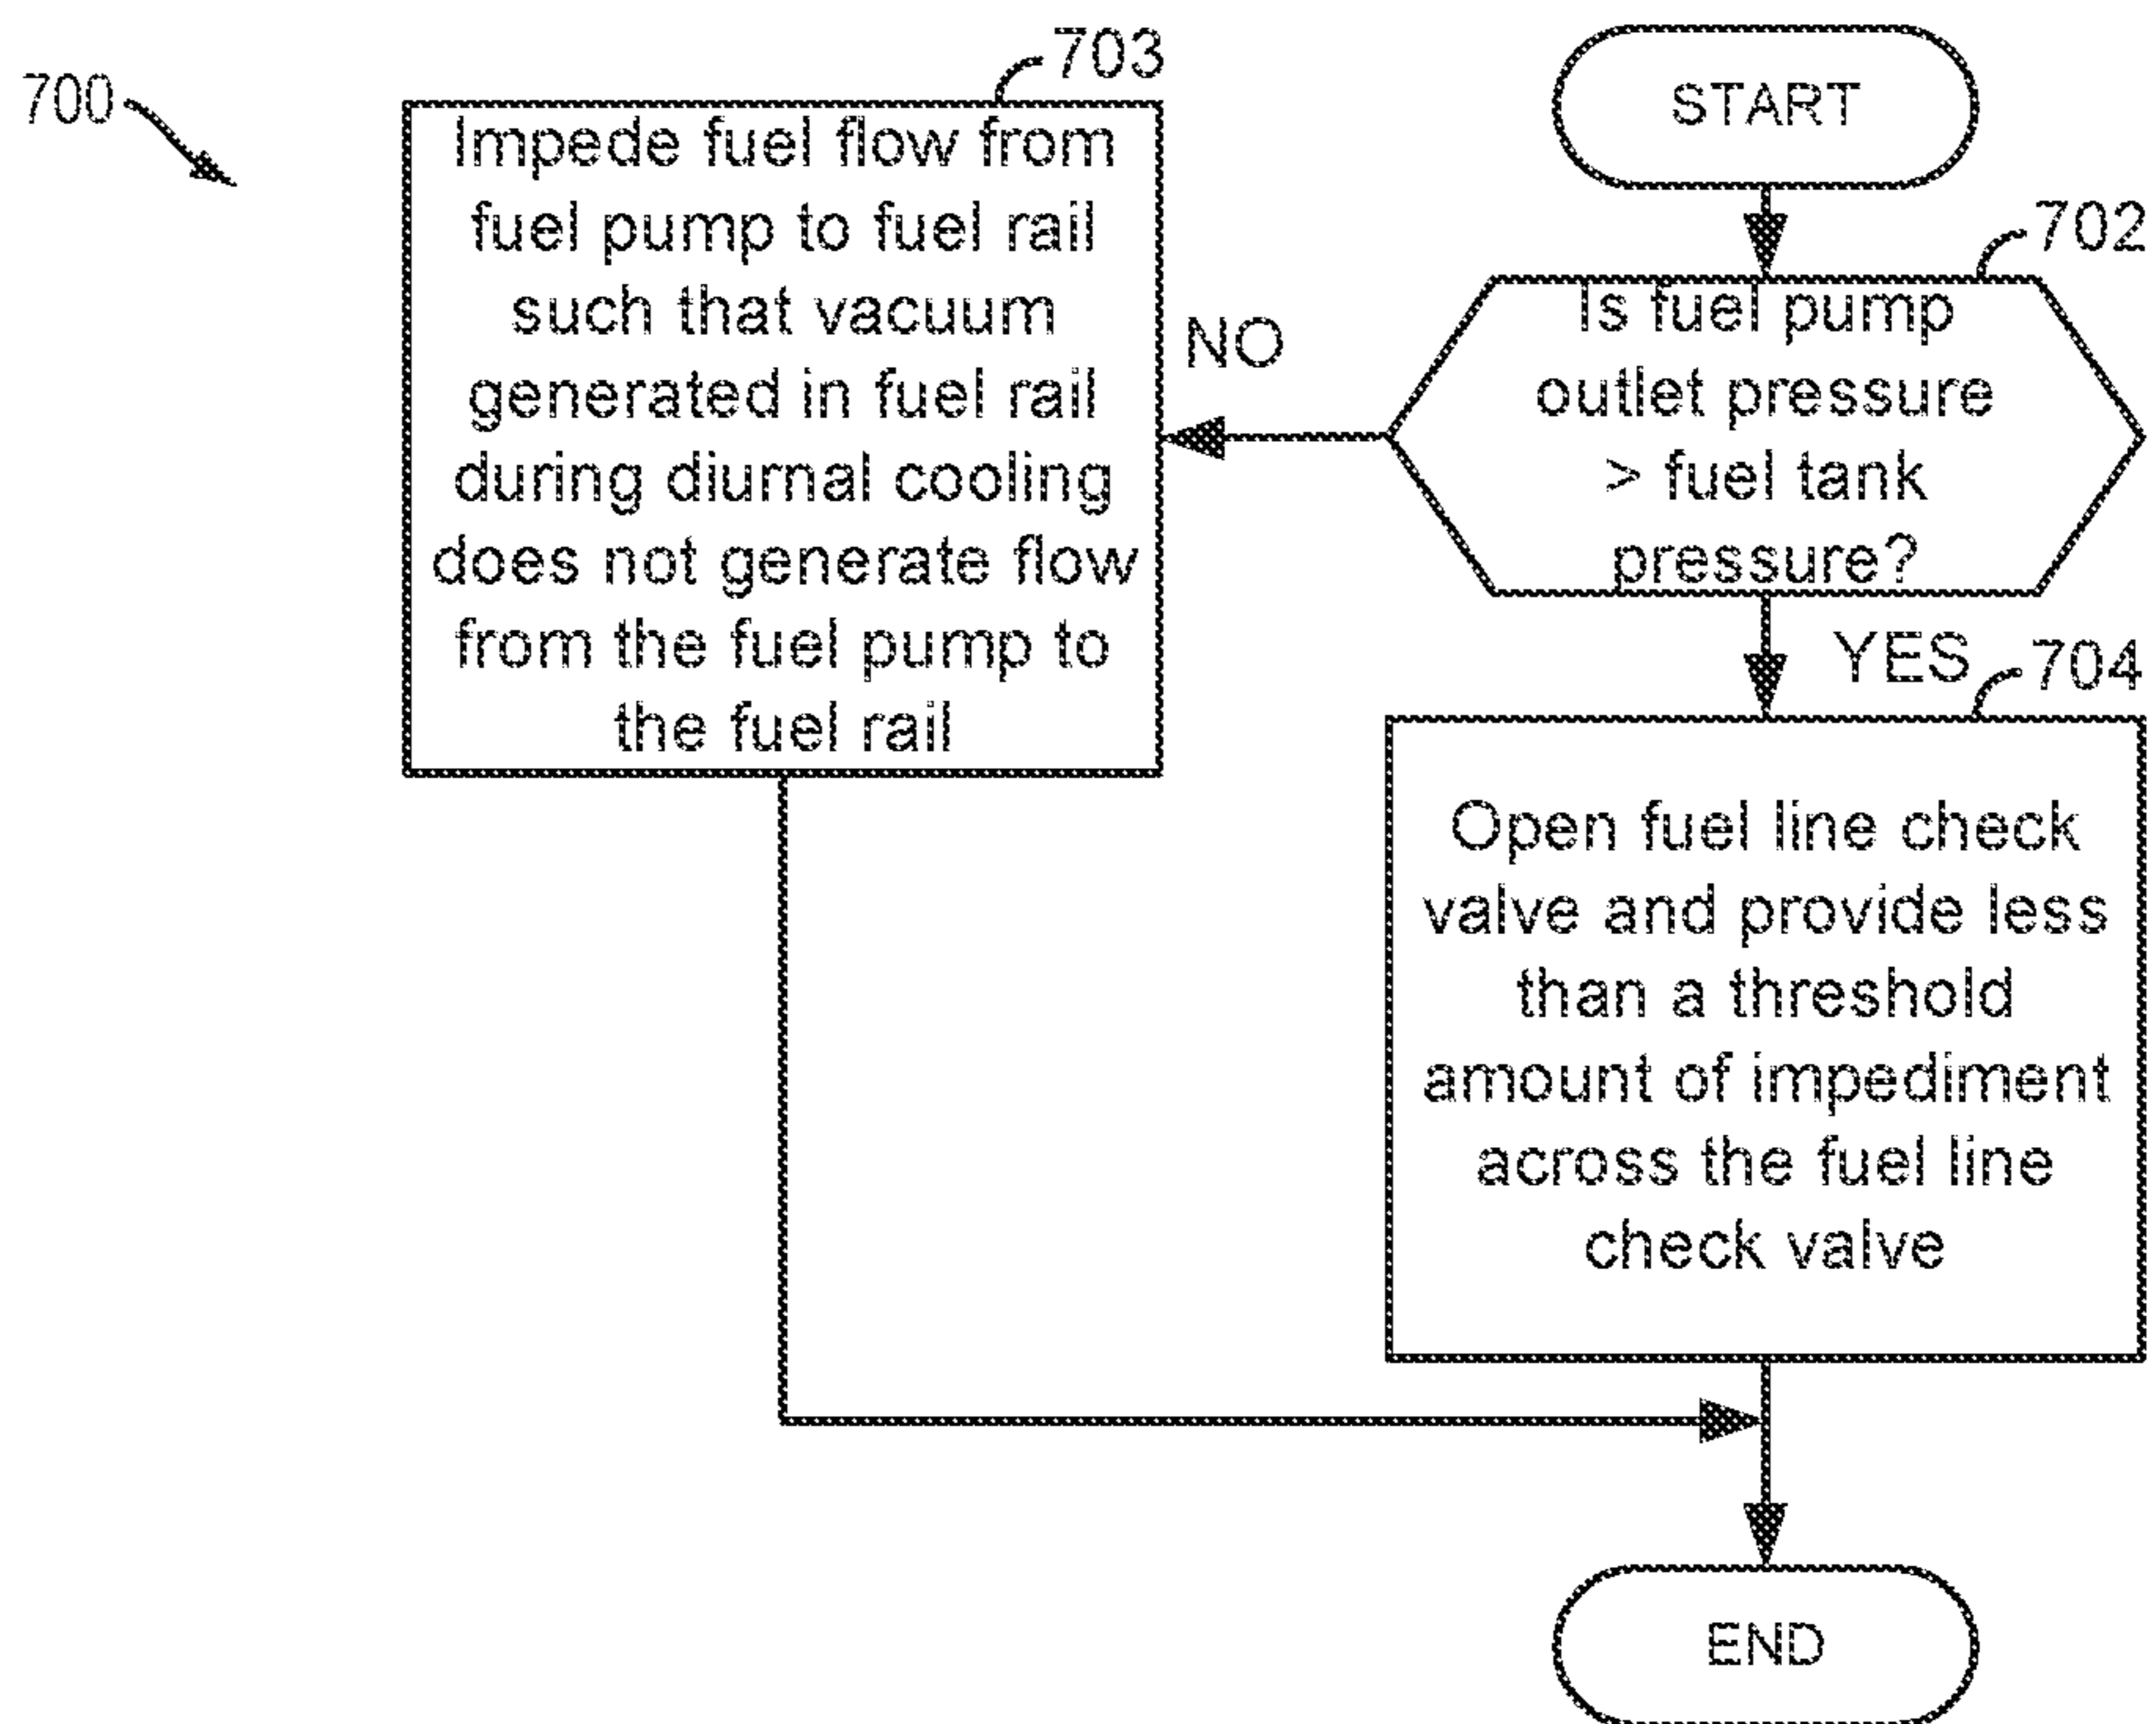 700
703
Impede fuel flow from
fuel pump to fuel rail
such that vacuum
generated in fuel rail
during diurnal cooling
does not generate flow
from the fuel pump to
the fuel rail
START
702
Is fuel pump
outlet pressure
> fuel tank
pressure?
NO
YES
704
Open fuel line check
valve and provide less
than a threshold
amount of impediment
across the fuel line
check valve
END